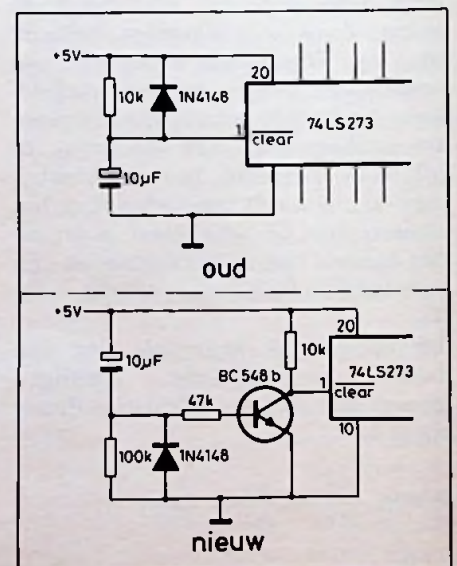 +5V
20
10k
1N4148
74LS273
1
clear
10µF
oud
+5V
20
10µF
10k
BC548b
74LS273
1
clear
47k
10
100k
1N4148
nieuw